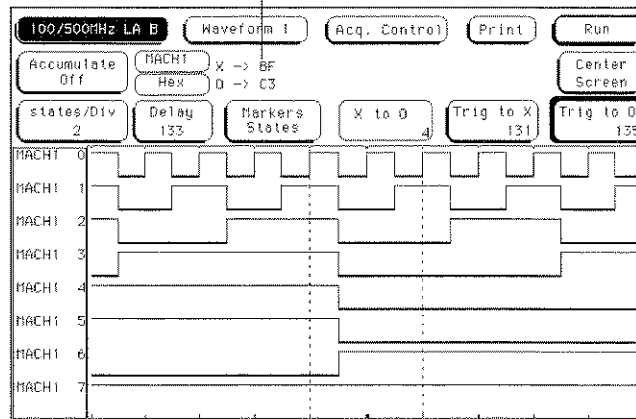 100/500MHz LA B Waveform 1 Acq. Control Print Run
Accumulate Off MACH1 X -> BF Center Screen
Hex O -> C3
states/Div 2 Delay 133 Markers States X to O 4 Trig to X 131 Trig to O 135
MACH1 0
MACH1 1
MACH1 2
MACH1 3
MACH1 4
MACH1 5
MACH1 6
MACH1 7